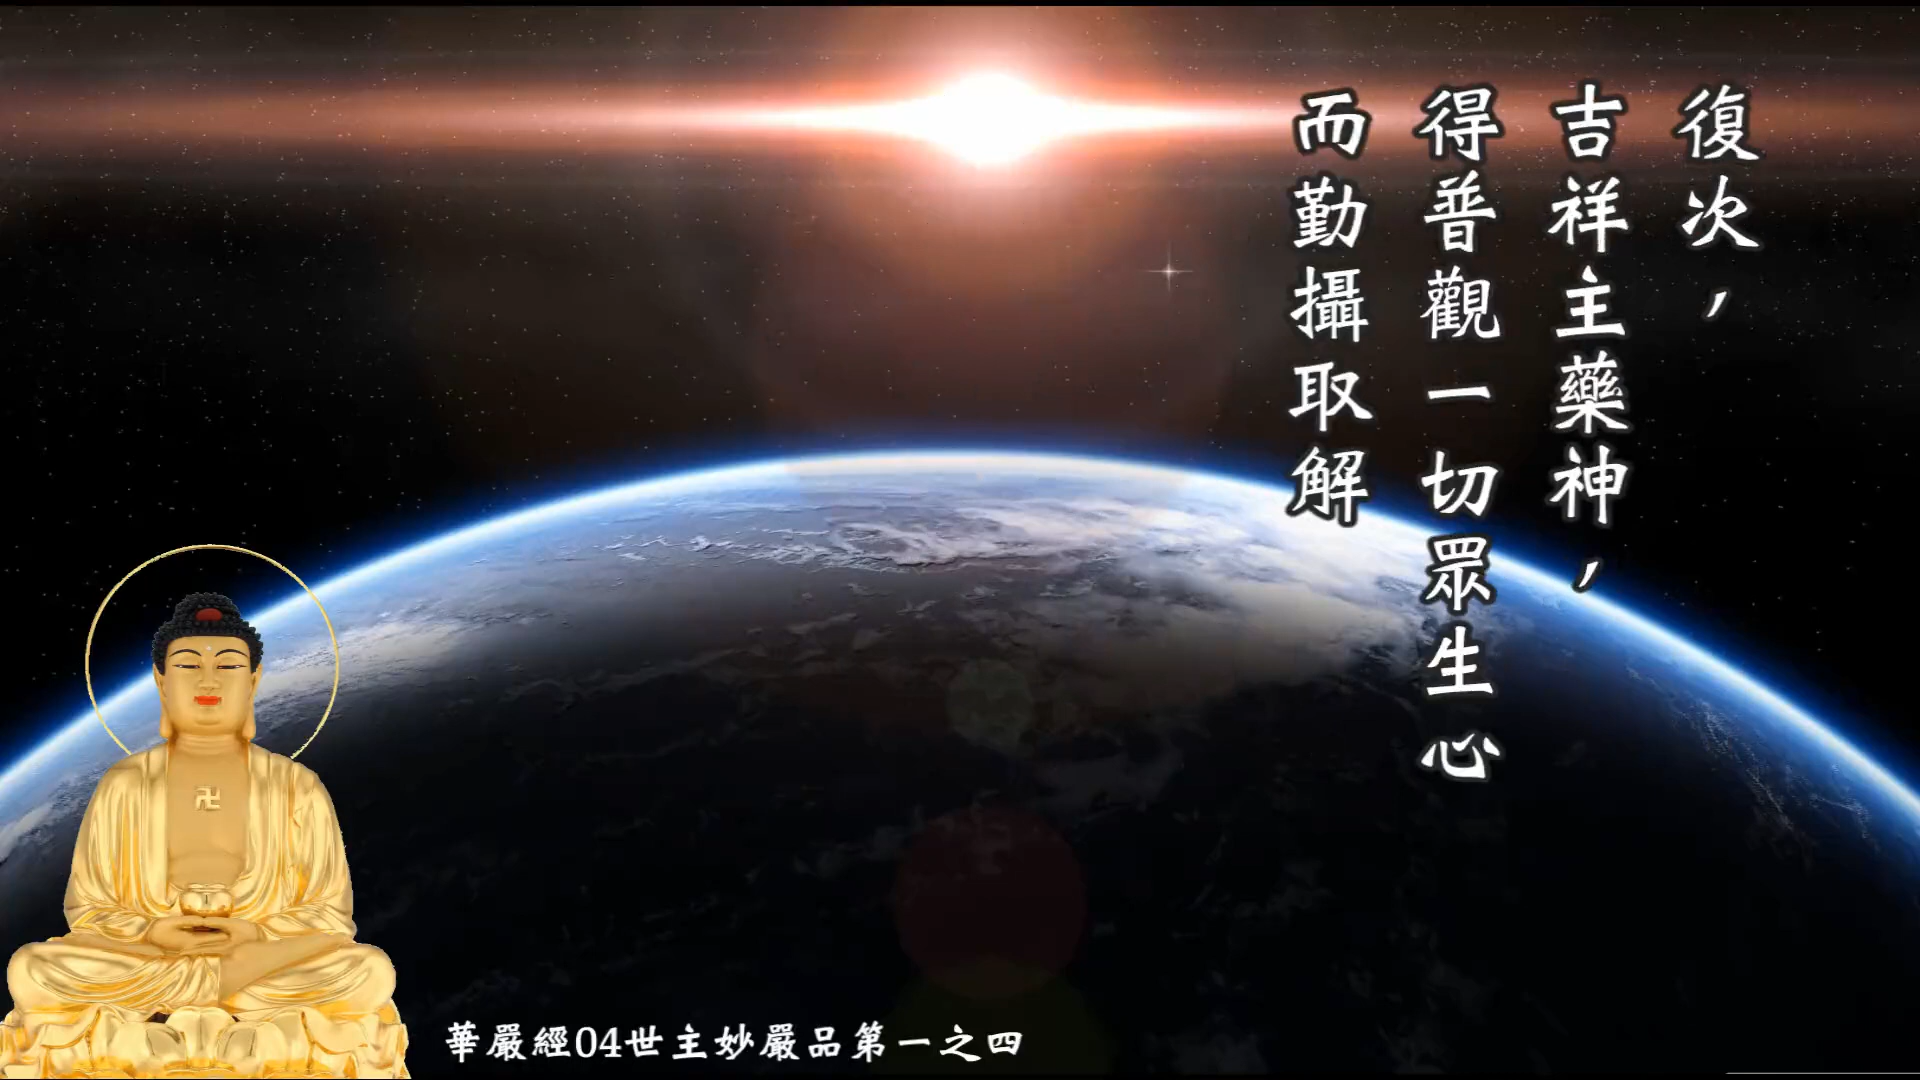 復次，
吉祥主藥神，
得普觀一切眾生心
而勤攝取解
卍
華嚴經04世主妙嚴品第一之四